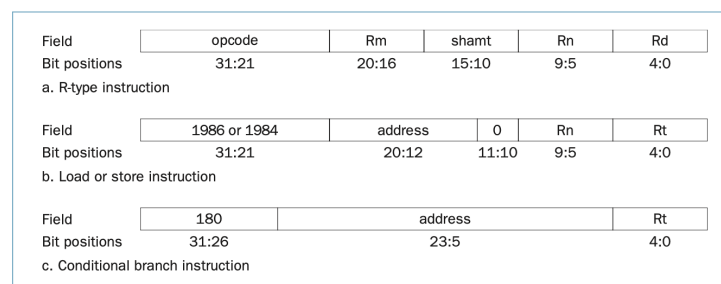 Field opcode Rm shamt Rn Rd
Bit positions 31:21 20:16 15:10 9:5 4:0
a. R-type instruction
Field 1986 or 1984 address 0 Rn Rt
Bit positions 31:21 20:12 11:10 9:5 4:0
b. Load or store instruction
Field 180 address Rt
Bit positions 31:26 23:5 4:0
c. Conditional branch instruction